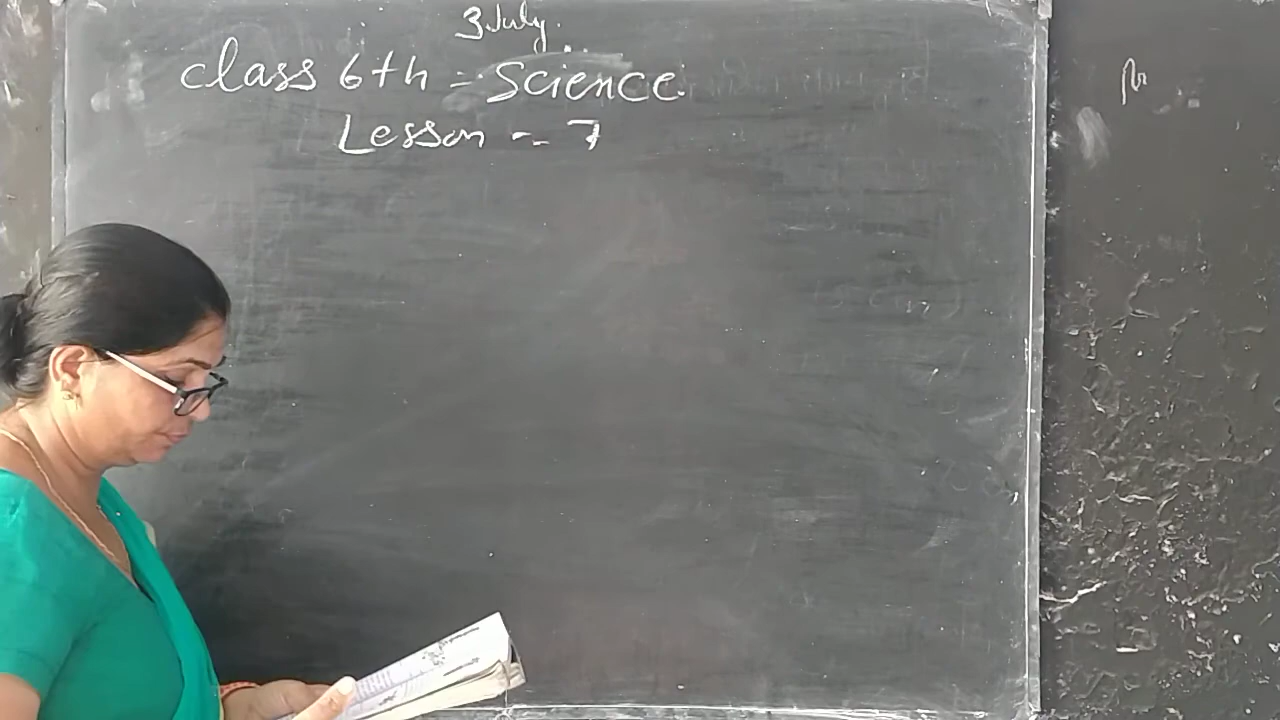 3 July.
Class 6th = Science.
Lesson - 7